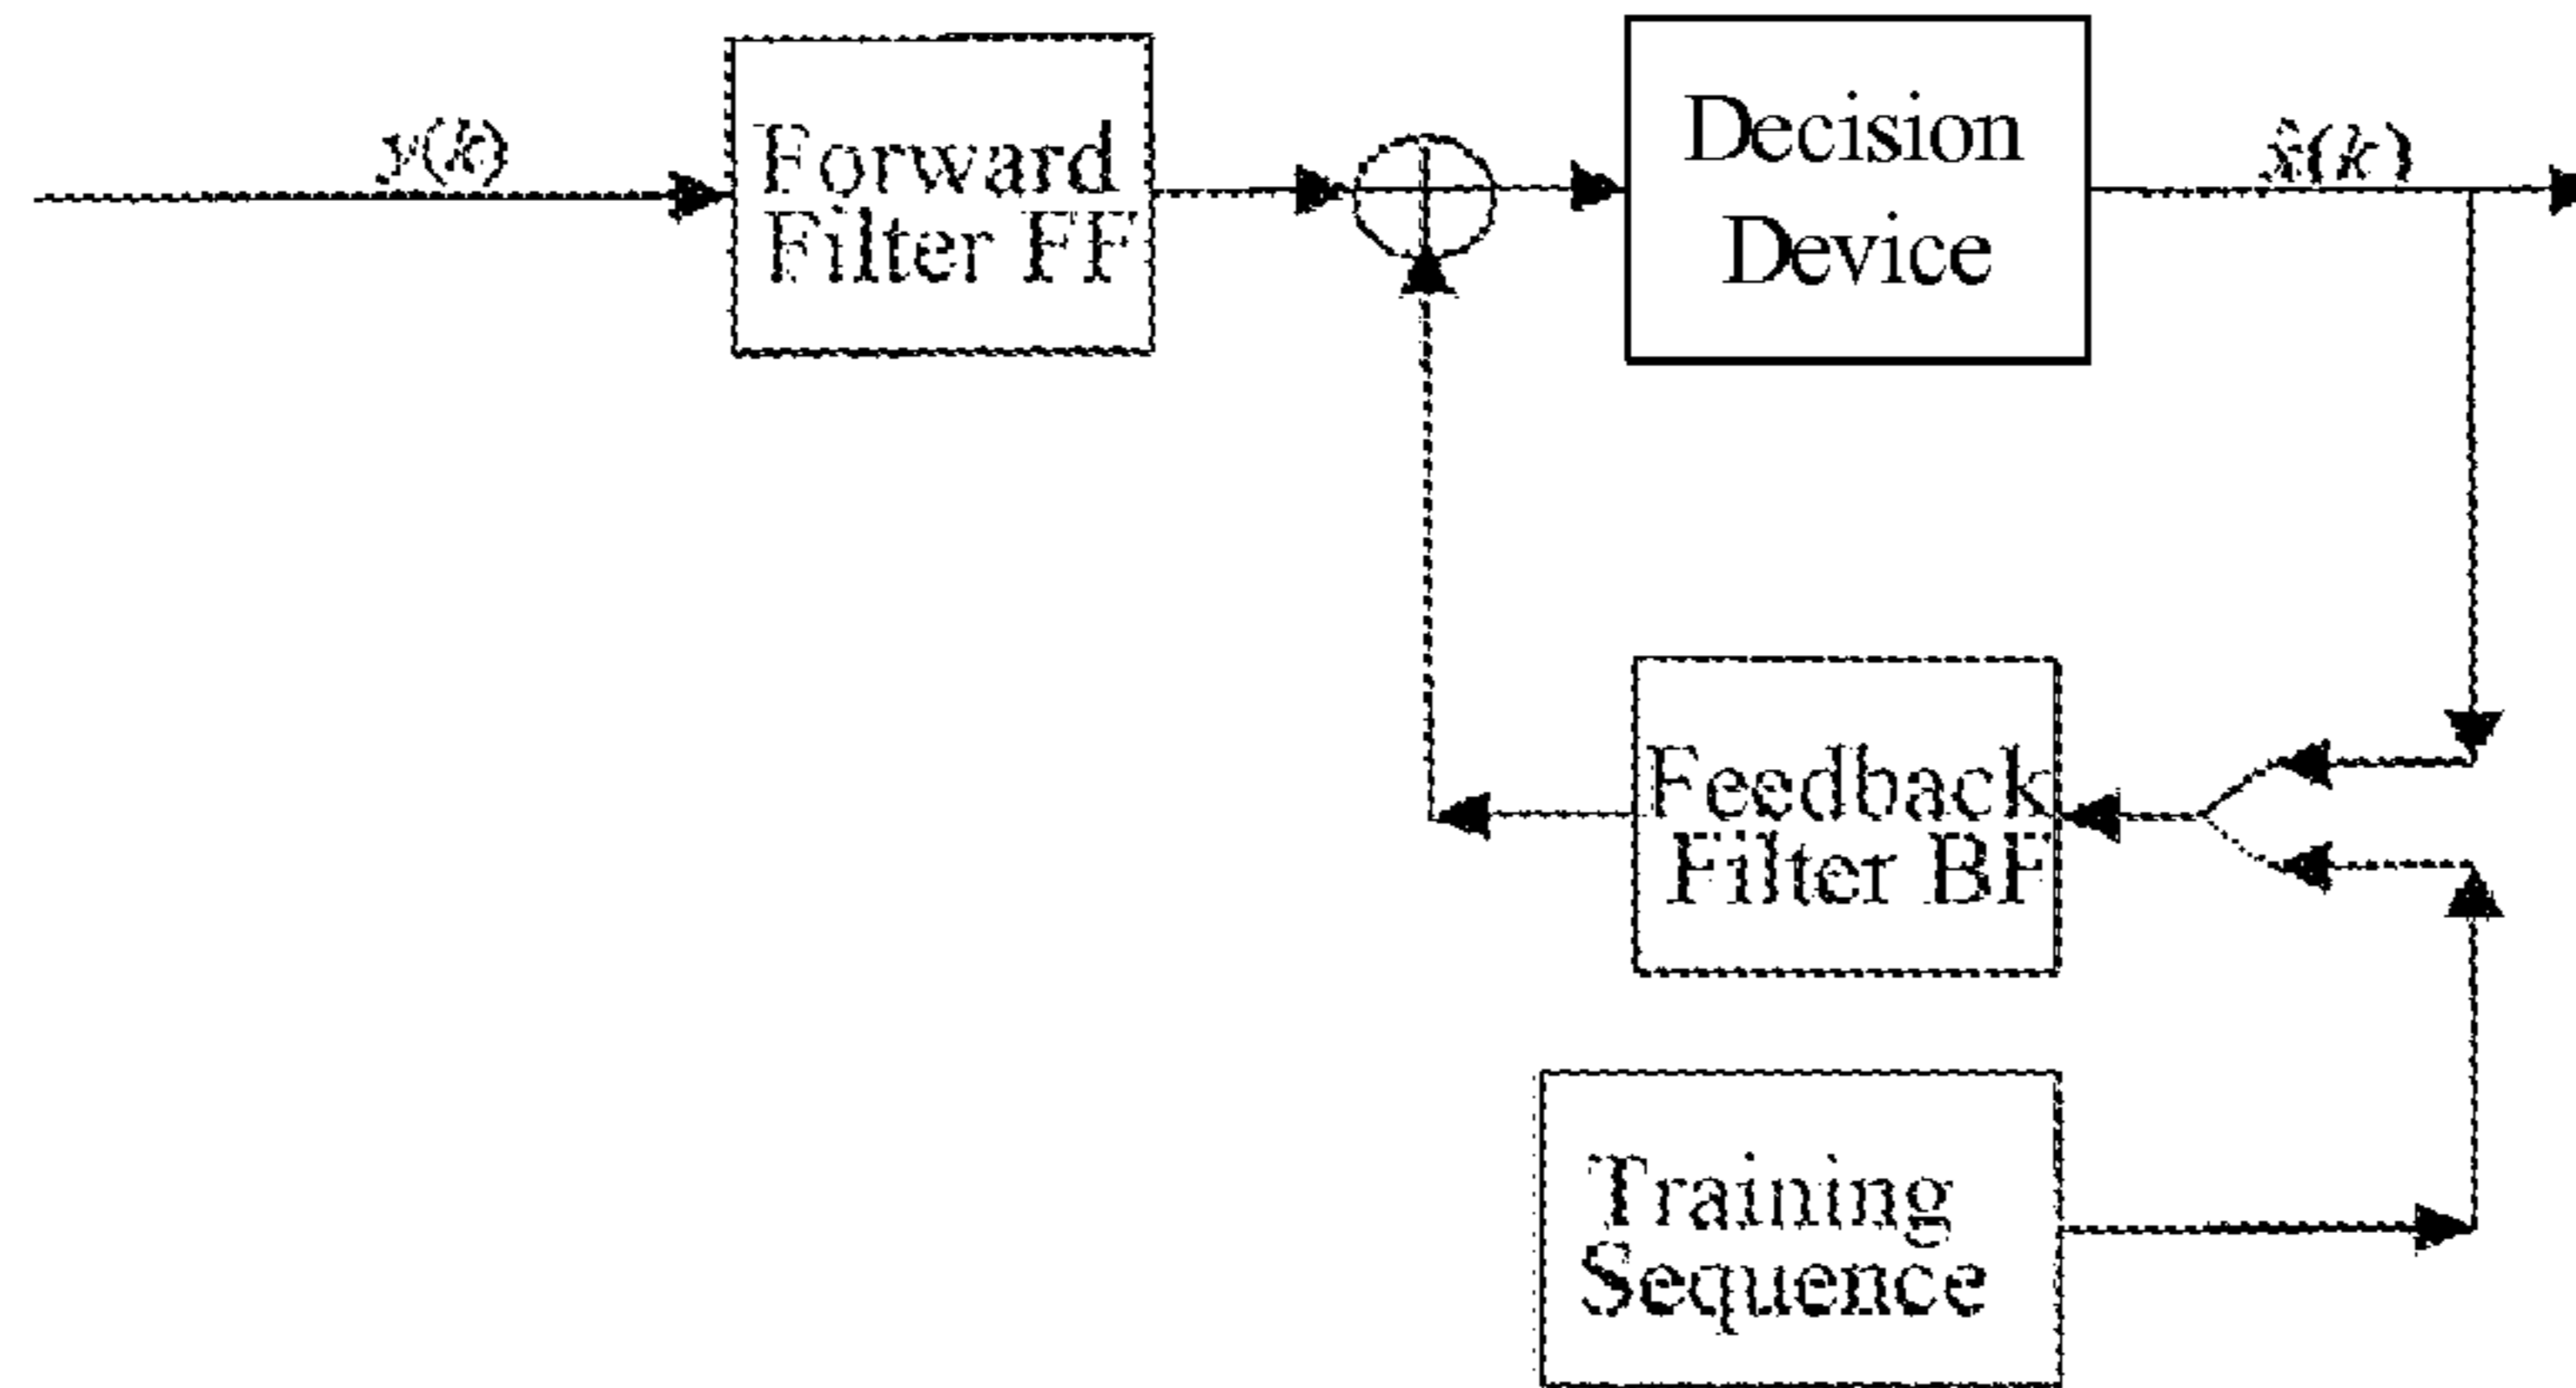 y(k)
Forward
Filter FF
Decision
Device
x̂(k)
Feedback
Filter BF
Training
Sequence